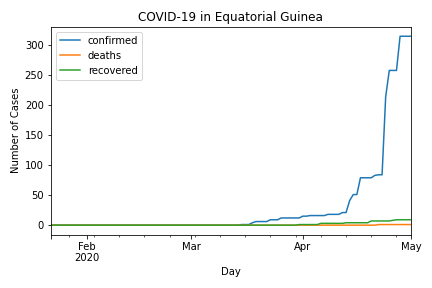 COVID-19 in Equatorial Guinea
confirmed
deaths
recovered
Number of Cases
300
250
200
150
100
50
0
Feb
2020
Mar
Apr
May
Day